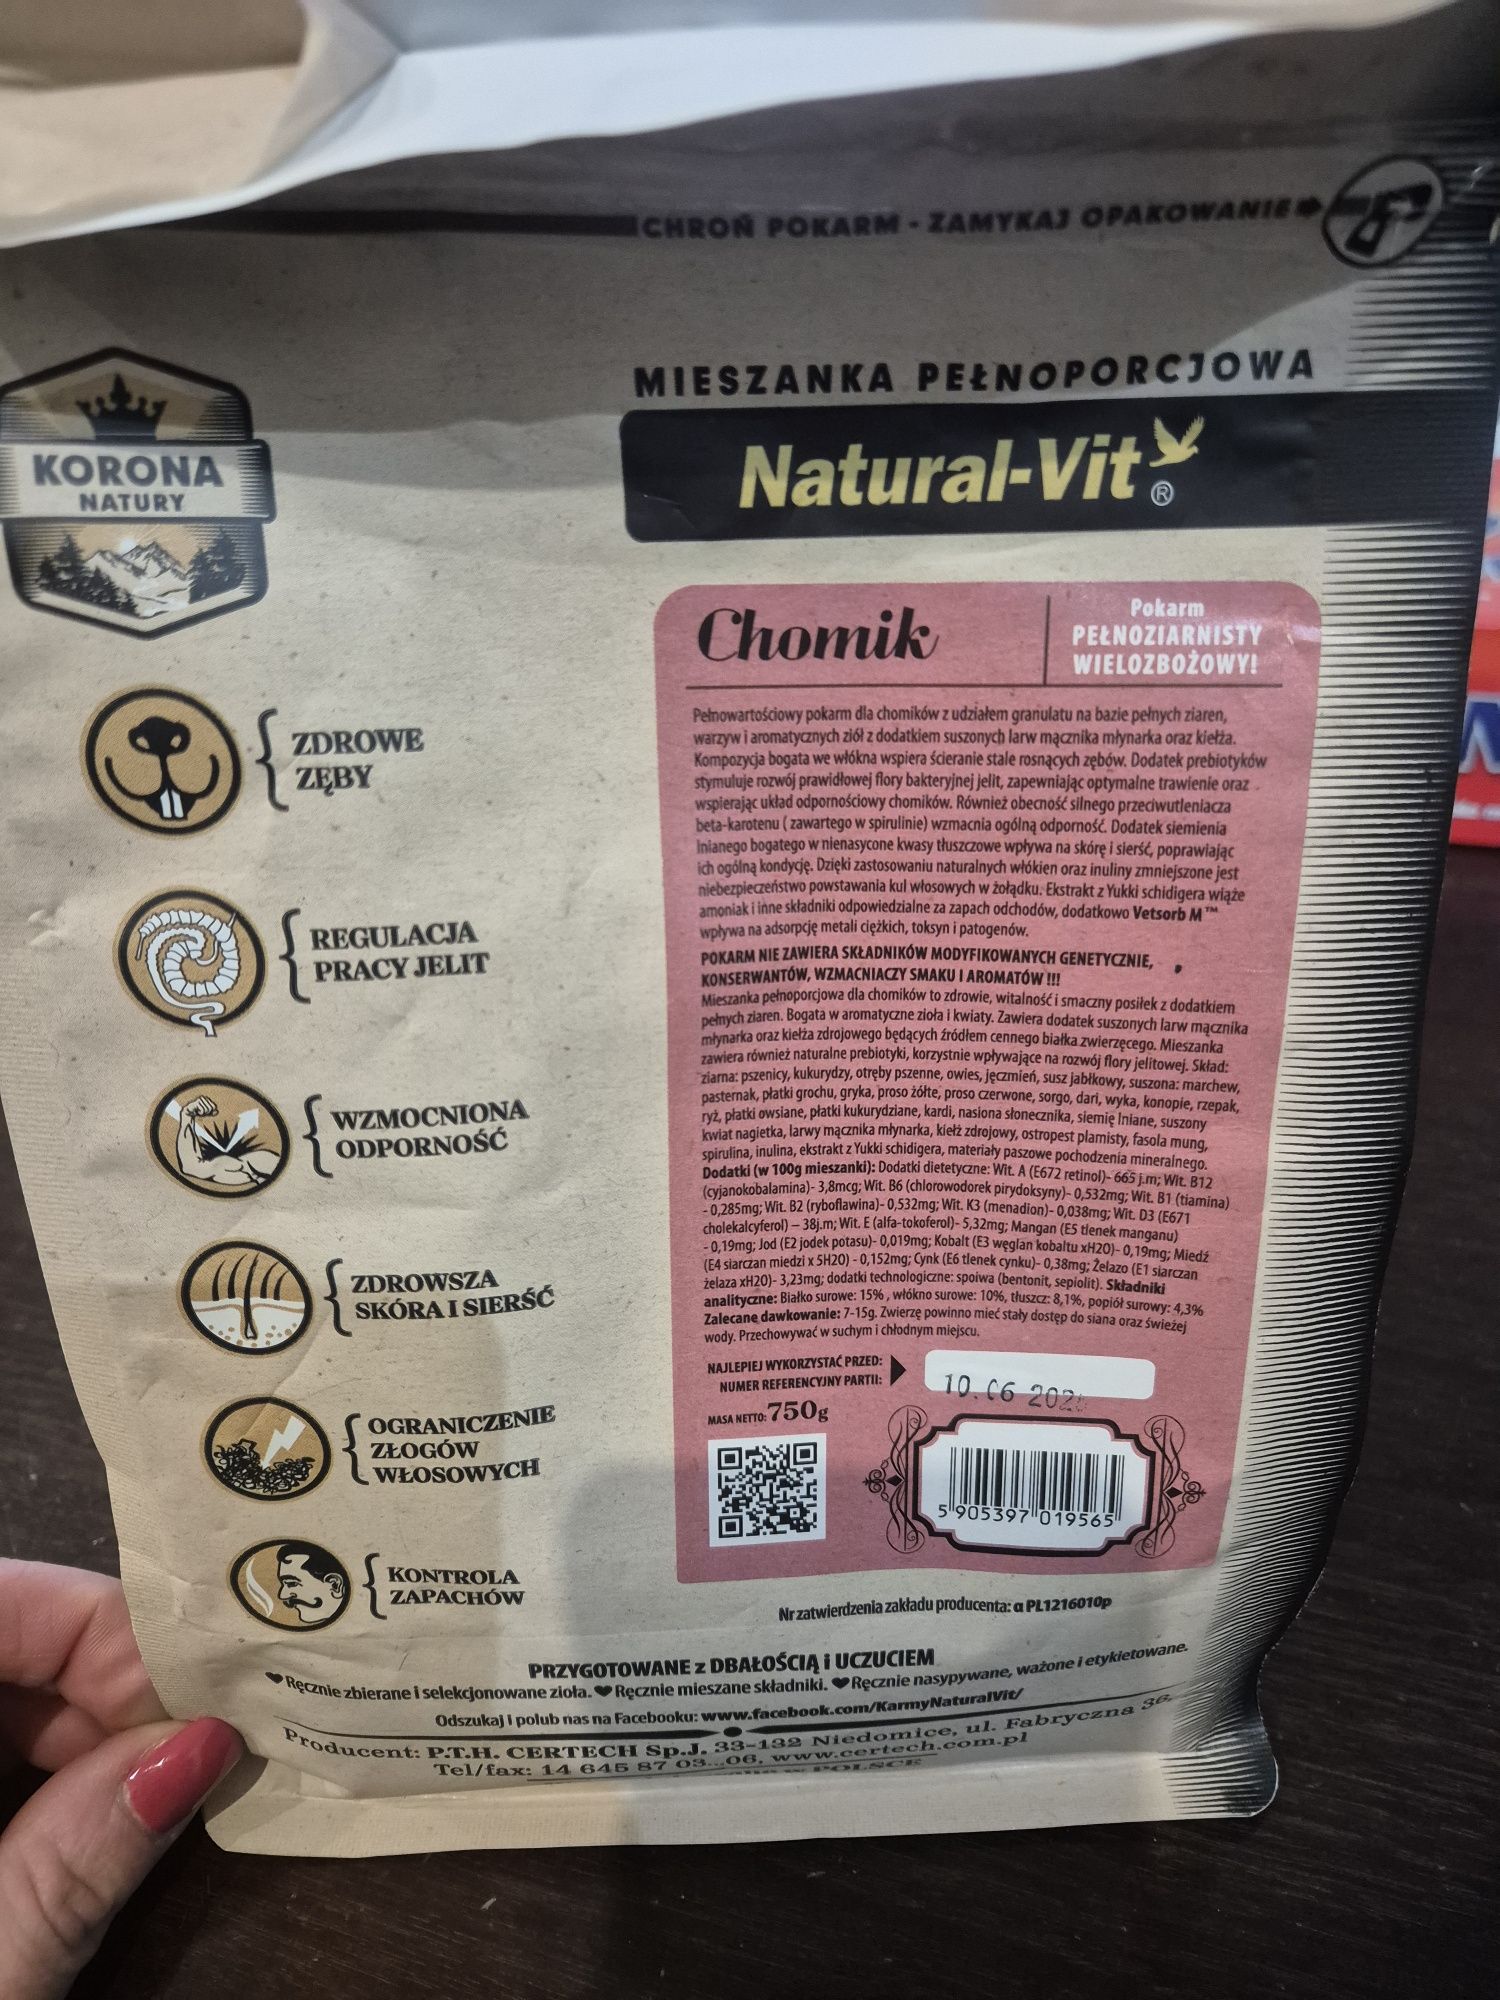 CHROŃ POKARM - ZAMYKAJ OPAKOWANIE
KORONA
NATURY
MIESZANKA PEŁNOPORCJOWA
Natural-Vit®
Chomik
Pokarm
PEŁNOZIARNISTY
WIELOZBOŻOWY!
ZDROWE
ZĘBY
REGULACJA
PRACY JELIT
WZMOCNIONA
ODPORNOŚĆ
ZDROWSZA
SKÓRA I SIERŚĆ
OGRANICZENIE
ZŁOGÓW
WŁOSOWYCH
KONTROLA
ZAPACHÓW
Pełnowartościowy pokarm dla chomików z udziałem granulatu na bazie pełnych ziaren,
warzyw i aromatycznych ziół z dodatkiem suszonych larw mącznika młynarka oraz kiełża.
Kompozycja bogata we włókna wspiera ścieranie stale rosnących zębów. Dodatek prebiotyków
stymuluje rozwój prawidłowej flory bakteryjnej jelit, zapewniając optymalne trawienie oraz
wspierając układ odpornościowy chomików. Również obecność silnego przeciwutleniacza
beta-karotenu ( zawartego w spirulinie) wzmacnia ogólną odporność. Dodatek siemienia
lnianego bogatego w nienasycone kwasy tłuszczowe wpływa na skórę i sierść, poprawiając
ich ogólną kondycję. Dzięki zastosowaniu naturalnych włókien oraz inuliny zmniejszone jest
niebezpieczeństwo powstawania kul włosowych w żołądku. Ekstrakt z Yukki schidigera wiąże
amoniak i inne składniki odpowiedzialne za zapach odchodów, dodatkowo Vetsorb M™
wpływa na adsorpcję metali ciężkich, toksyn i patogenów.
POKARM NIE ZAWIERA SKŁADNIKÓW MODYFIKOWANYCH GENETYCZNIE,
KONSERWANTÓW, WZMACNIACZY SMAKU I AROMATÓW !!!
Mieszanka pełnoporcjowa dla chomików to zdrowie, witalność i smaczny posiłek z dodatkiem
pełnych ziaren. Bogata w aromatyczne zioła i kwiaty. Zawiera dodatek suszonych larw mącznika
młynarka oraz kiełża zdrojowego będących źródłem cennego białka zwierzęcego. Mieszanka
zawiera również naturalne prebiotyki, korzystnie wpływające na rozwój flory jelitowej. Skład:
ziarna: pszenicy, kukurydzy, otręby pszenne, owies, jęczmień, susz jabłkowy, suszona: marchew,
pasternak, płatki grochu, gryka, proso żółte, proso czerwone, sorgo, dari, wyka, konopie, rzepak,
ryż, płatki owsiane, płatki kukurydziane, kardi, nasiona słonecznika, siemię lniane, suszony
kwiat nagietka, larwy mącznika młynarka, kiełż zdrojowy, ostropest plamisty, fasola mung,
spirulina, inulina, ekstrakt z Yukki schidigera, materiały paszowe pochodzenia mineralnego.
Dodatki (w 100g mieszanki): Dodatki dietetyczne: Wit. A (E672 retinol)- 665 j.m; Wit. B12
(cyjanokobalamina)- 3,8mcg; Wit. B6 (chlorowodorek pirydoksyny)- 0,532mg; Wit. B1 (tiamina)
- 0,285mg; Wit. B2 (ryboflawina)- 0,532mg; Wit. K3 (menadion)- 0,038mg; Wit. D3 (E671
cholekalcyferol) – 38j.m; Wit. E (alfa-tokoferol)- 5,32mg; Mangan (E5 tlenek manganu)
- 0,19mg; Jod (E2 jodek potasu)- 0,019mg; Kobalt (E3 węglan kobaltu xH2O)- 0,19mg; Miedź
(E4 siarczan miedzi x 5H2O) - 0,152mg; Cynk (E6 tlenek cynku)- 0,38mg; Żelazo (E1 siarczan
żelaza xH2O)- 3,23mg; dodatki technologiczne: spoiwa (bentonit, sepiolit). Składniki
analityczne: Białko surowe: 15% , włókno surowe: 10%, tłuszcz: 8,1%, popiół surowy: 4,3%
Zalecane dawkowanie: 7-15g. Zwierzę powinno mieć stały dostęp do siana oraz świeżej
wody. Przechowywać w suchym i chłodnym miejscu.
NAJLEPIEJ WYKORZYSTAĆ PRZED:
NUMER REFERENCYJNY PARTII:
10.06
MASA NETTO: 750g
5 905397 019565
Nr zatwierdzenia zakładu producenta: α PL1216010p
PRZYGOTOWANE z DBAŁOŚCIĄ i UCZUCIEM
Ręcznie zbierane i selekcjonowane zioła. ♥ Ręcznie mieszane składniki. ♥ Ręcznie nasypywane, ważone i etykietowane.
Odszukaj i polub nas na Facebooku: www.facebook.com/KarmyNaturalVit/
Producent: P.T.H. CERTECH Sp.J. 33-132 Niedomice, ul. Fabryczna 36,
Tel/fax: 14 645 87 03...06, www.certech.com.pl
w POLSCE